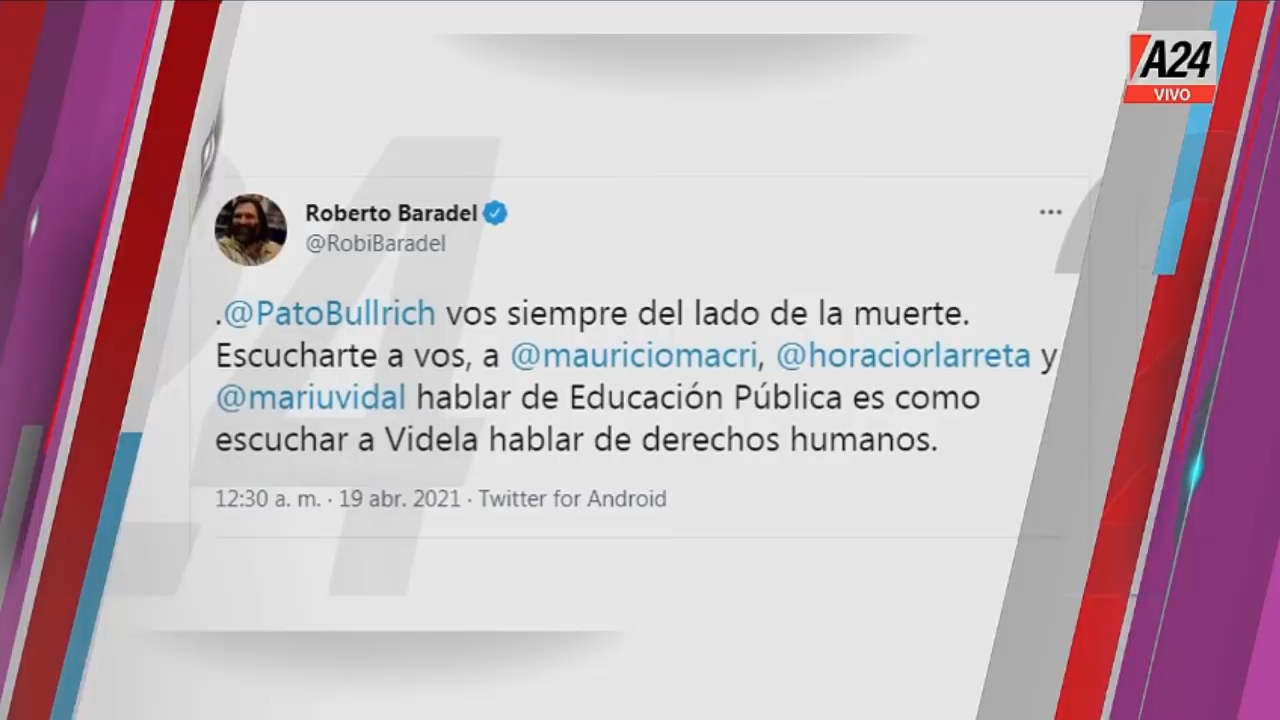 A24
VIVO
Roberto Baradel
@RobiBaradel
.@PatoBullrich vos siempre del lado de la muerte.
Escucharte a vos, a @mauriciomacri, @horaciorlarreta y
@mariuvidal hablar de Educación Pública es como
escuchar a Videla hablar de derechos humanos.
12:30 a. m. · 19 abr. 2021 · Twitter for Android